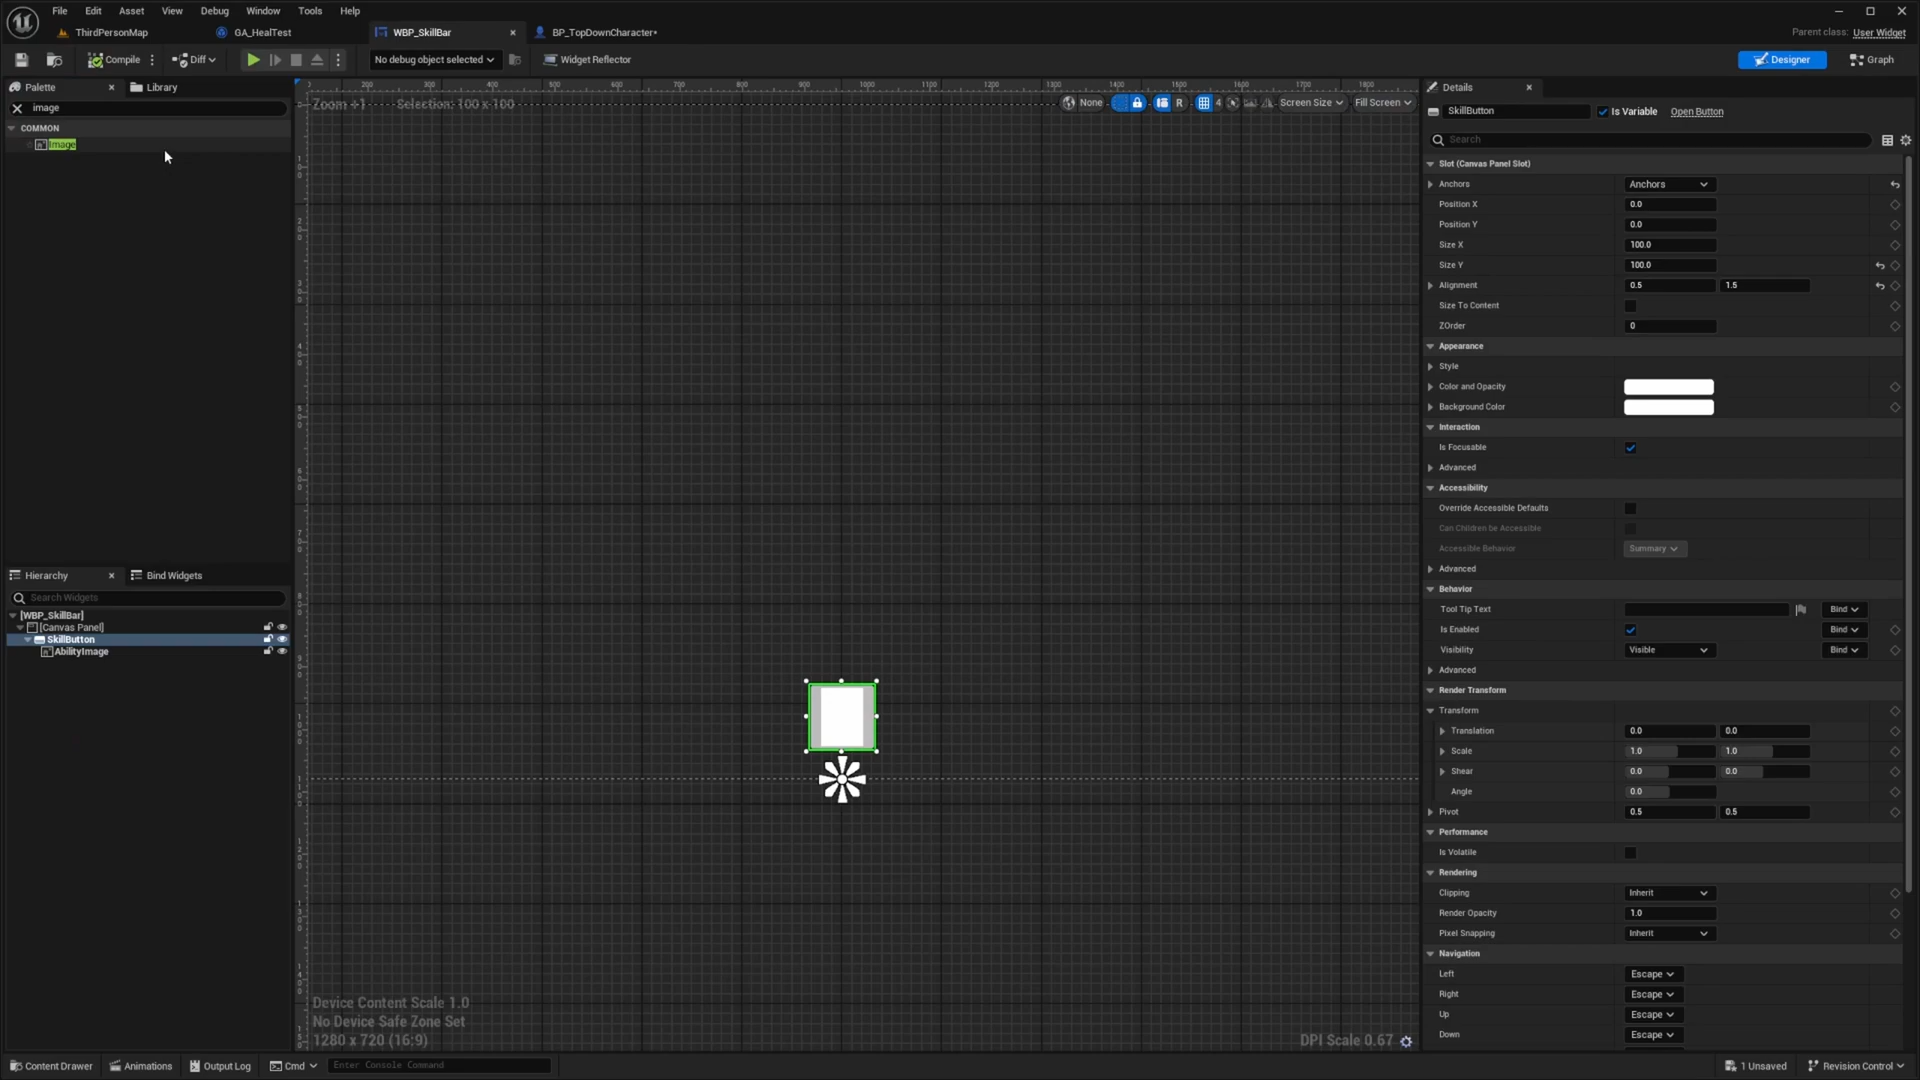 File Edit Asset View Debug Window Tools Help
ThirdPersonMap GA_HealTest WBP_SkillBar BP_TopDownCharacter* Parent class: User Widget
Compile Diff No debug object selected Widget Reflector Designer Graph
Palette Library
image
COMMON
Image
Zoom +1 Selection: 100 x 100
None R 4 Screen Size Fill Screen
Hierarchy Bind Widgets
Search Widgets
[WBP_SkillBar]
[Canvas Panel]
SkillButton
AbilityImage
Device Content Scale 1.0
No Device Safe Zone Set
1280 x 720 (16:9)
DPI Scale 0.67
Details
SkillButton Is Variable Open Button
Search
Slot (Canvas Panel Slot)
Anchors Anchors
Position X 0.0
Position Y 0.0
Size X 100.0
Size Y 100.0
Alignment 0.5 1.5
Size To Content
ZOrder 0
Appearance
Style
Color and Opacity
Background Color
Interaction
Is Focusable
Advanced
Accessibility
Override Accessible Defaults
Can Children be Accessible
Accessible Behavior Summary
Advanced
Behavior
Tool Tip Text Bind
Is Enabled Bind
Visibility Visible Bind
Advanced
Render Transform
Transform
Translation 0.0 0.0
Scale 1.0 1.0
Shear 0.0 0.0
Angle 0.0
Pivot 0.5 0.5
Performance
Is Volatile
Rendering
Clipping Inherit
Render Opacity 1.0
Pixel Snapping Inherit
Navigation
Left Escape
Right Escape
Up Escape
Down Escape
Content Drawer Animations Output Log Cmd Enter Console Command 1 Unsaved Revision Control